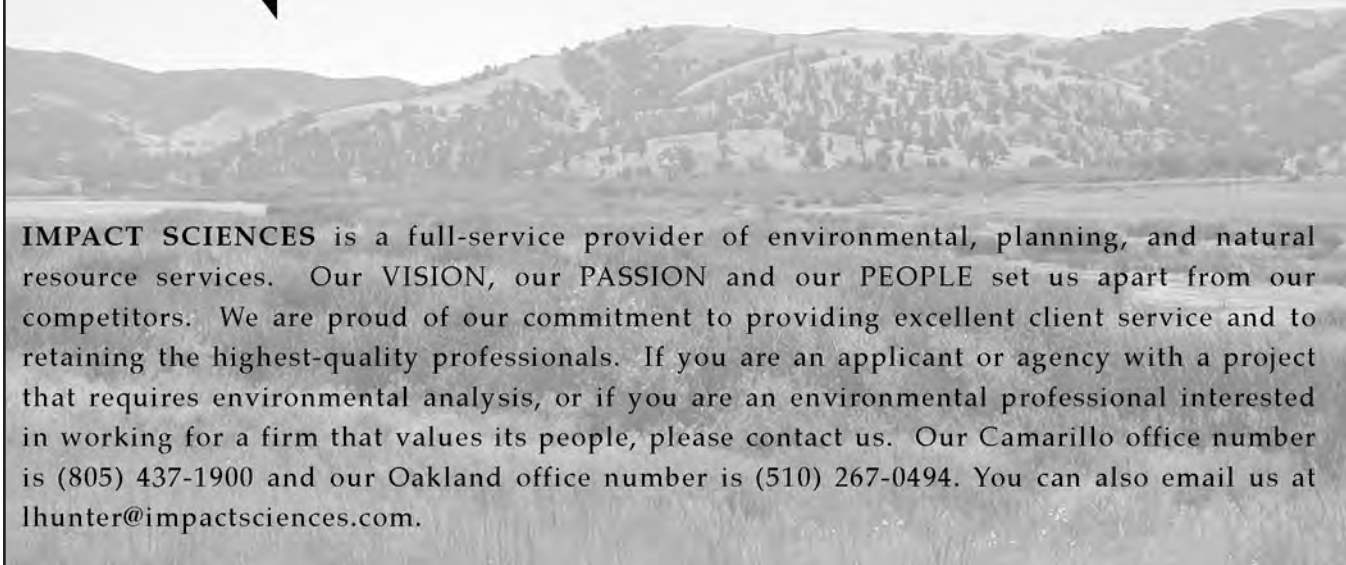 IMPACT SCIENCES is a full-service provider of environmental, planning, and natural
resource services. Our VISION, our PASSION and our PEOPLE set us apart from our
competitors. We are proud of our commitment to providing excellent client service and to
retaining the highest-quality professionals. If you are an applicant or agency with a project
that requires environmental analysis, or if you are an environmental professional interested
in working for a firm that values its people, please contact us. Our Camarillo office number
is (805) 437-1900 and our Oakland office number is (510) 267-0494. You can also email us at
lhunter@impactsciences.com.